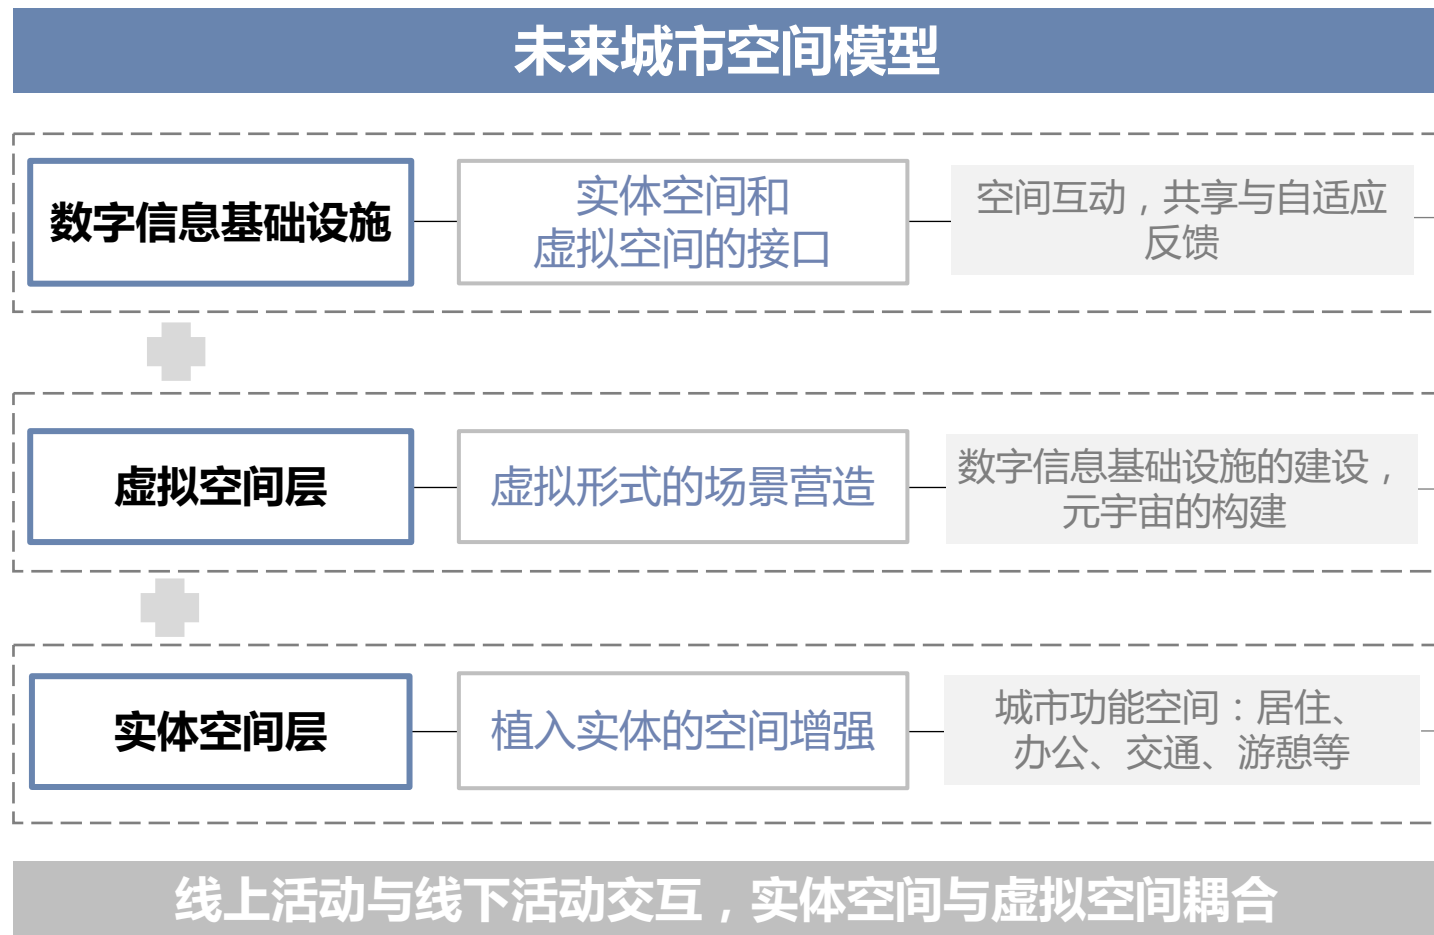 未来城市空间模型
数字信息基础设施
实体空间和
虚拟空间的接口
空间互动，共享与自适应
反馈
虚拟空间层
虚拟形式的场景营造
数字信息基础设施的建设，
元宇宙的构建
实体空间层
植入实体的空间增强
城市功能空间：居住、
办公、交通、游憩等
线上活动与线下活动交互，实体空间与虚拟空间耦合